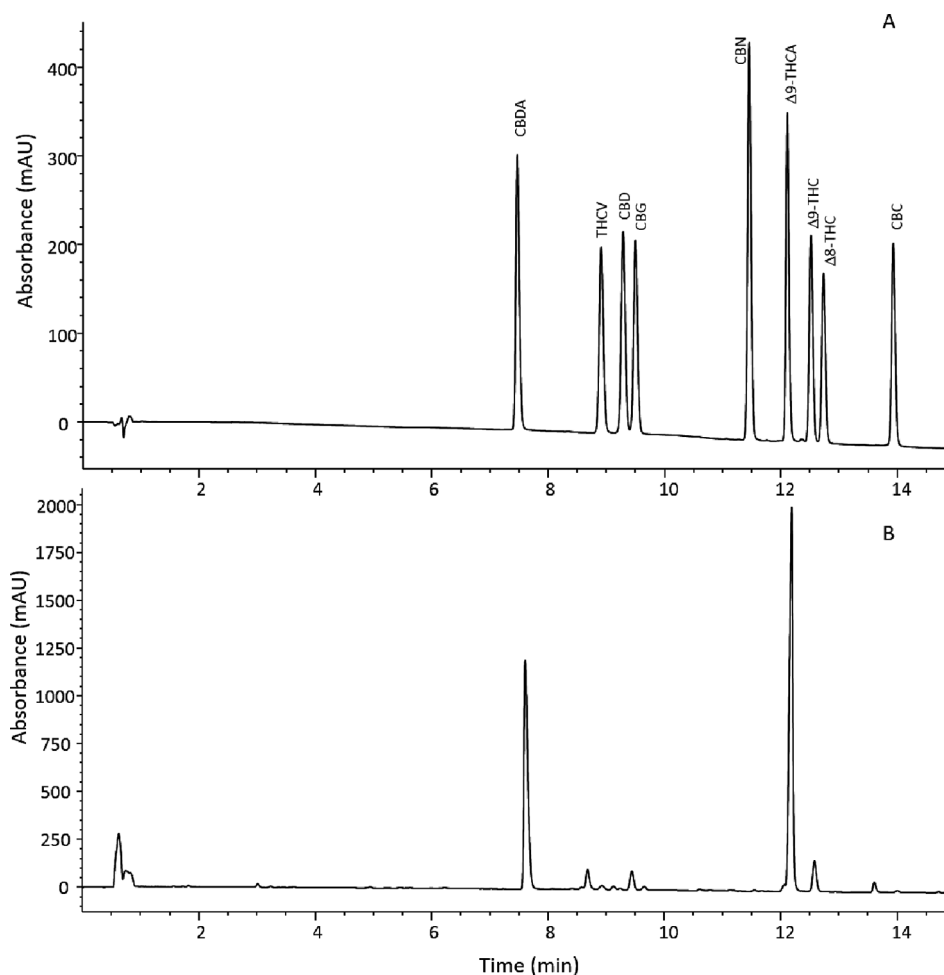 A
Absorbance (mAU)
400
300
200
100
0
CBDA
THCV
CBD
CBG
CBN
Δ9-THCA
Δ9-THC
Δ8-THC
CBC
2 4 6 8 10 12 14
B
Absorbance (mAU)
2000
1750
1500
1250
1000
750
500
250
0
2 4 6 8 10 12 14
Time (min)